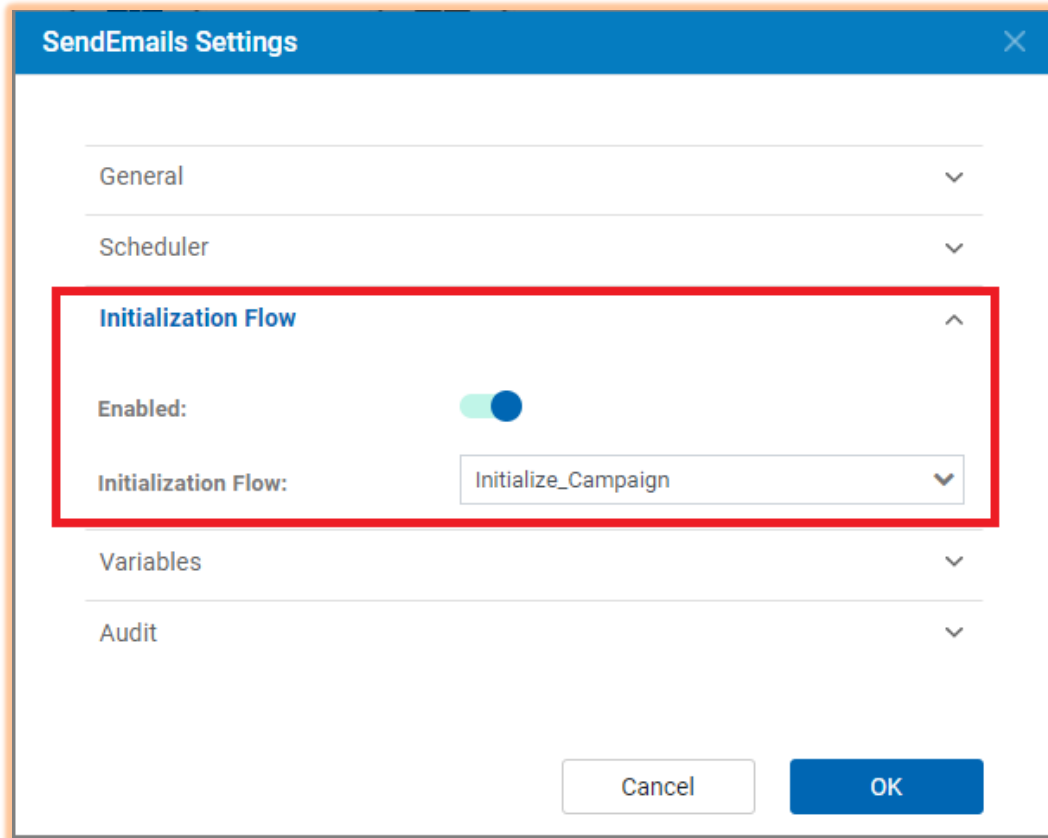 SendEmails Settings
General
Scheduler
Initialization Flow
Enabled:
Initialization Flow: Initialize_Campaign
Variables
Audit
Cancel OK